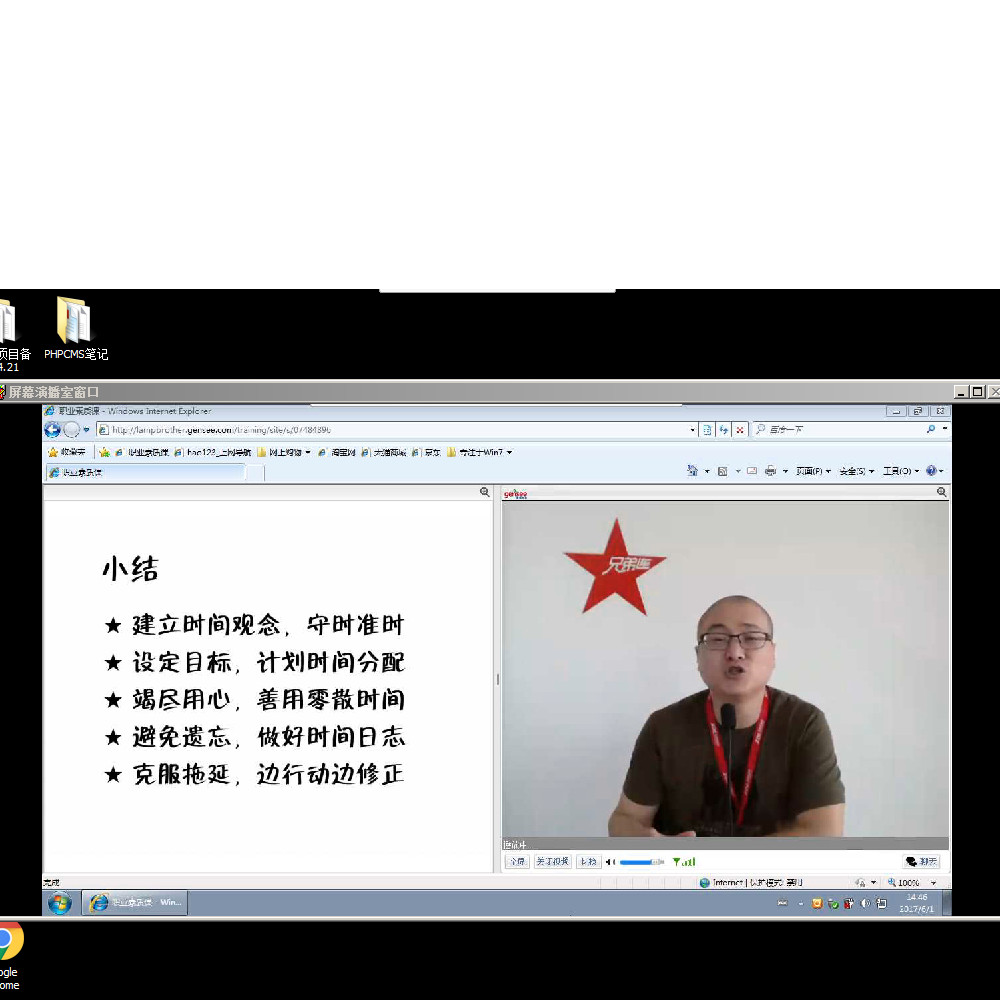 项目备
4.21
PHPCMS笔记
屏幕演播室窗口
职业素质课 - Windows Internet Explorer
http://lampbrother.gensee.com/training/site/s/07484896
百度一下
收藏夹
职业素质课
hao123_上网导航
网上购物
淘宝网
天猫商城
京东
专注于Win7
职业素质课
页面(P)
安全(S)
工具(O)
gensee
小结
★ 建立时间观念，守时准时
★ 设定目标，计划时间分配
★ 竭尽用心，善用零散时间
★ 避免遗忘，做好时间日志
★ 克服拖延，边行动边修正
兄弟连
全屏
关闭视频
聊天
完成
Internet | 保护模式: 禁用
100%
职业素质课 - Win...
14:46
2017/6/1
ogle
ome